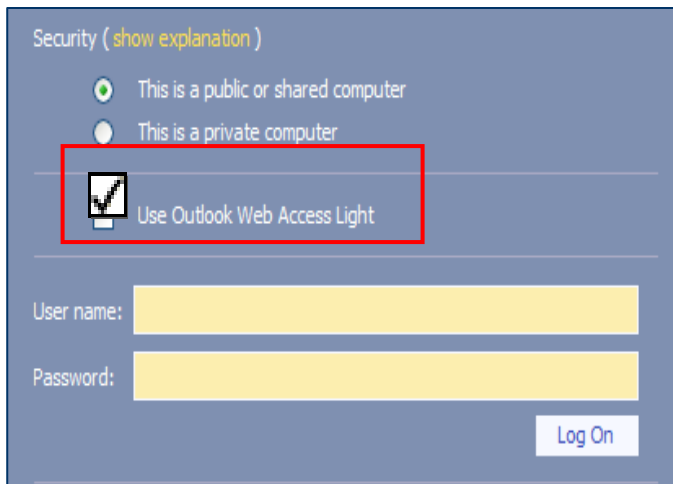 Security ( show explanation )
This is a public or shared computer
This is a private computer
Use Outlook Web Access Light
User name:
Password:
Log On